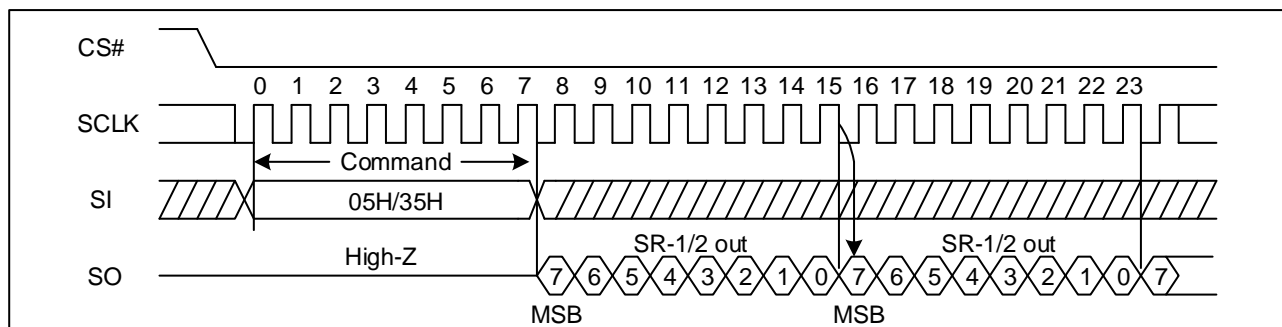 CS#
0 1 2 3 4 5 6 7 8 9 10 11 12 13 14 15 16 17 18 19 20 21 22 23
SCLK
Command
SI
05H/35H
High-Z
SR-1/2 out
SR-1/2 out
SO
7 6 5 4 3 2 1 0 7 6 5 4 3 2 1 0 7
MSB
MSB